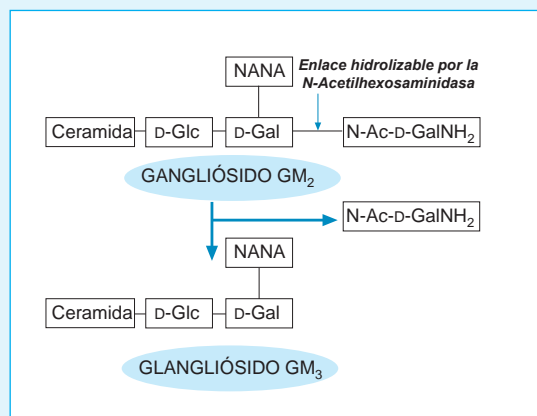 Enlace hidrolizable por la
N-Acetilhexosaminidasa
NANA
Ceramida D-Glc D-Gal N-Ac-D-GalNH₂
GANGLIÓSIDO GM₂
N-Ac-D-GalNH₂
NANA
Ceramida D-Glc D-Gal
GLANGLIÓSIDO GM₃